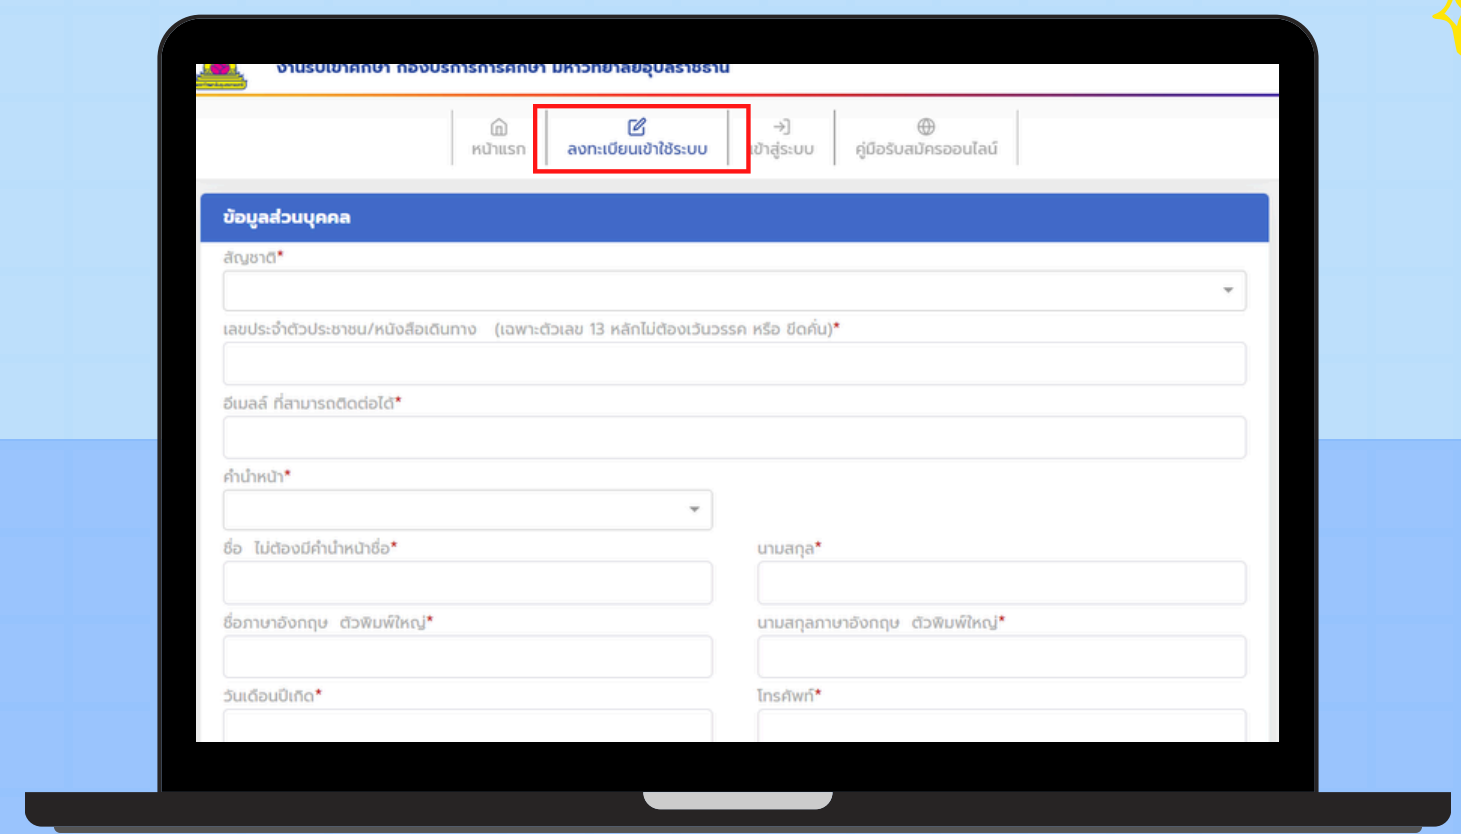 งานรับเข้าศึกษา กองบริการการศึกษา มหาวิทยาลัยอุบลราชธานี
หน้าแรก ลงทะเบียนเข้าใช้ระบบ เข้าสู่ระบบ คู่มือรับสมัครออนไลน์
ข้อมูลส่วนบุคคล
สัญชาติ*
เลขประจำตัวประชาชน/หนังสือเดินทาง (เฉพาะตัวเลข 13 หลักไม่ต้องเว้นวรรค หรือ ขีดคั่น)*
อีเมลล์ ที่สามารถติดต่อได้*
คำนำหน้า*
ชื่อ ไม่ต้องมีคำนำหน้าชื่อ* นามสกุล*
ชื่อภาษาอังกฤษ ตัวพิมพ์ใหญ่* นามสกุลภาษาอังกฤษ ตัวพิมพ์ใหญ่*
วันเดือนปีเกิด* โทรศัพท์*